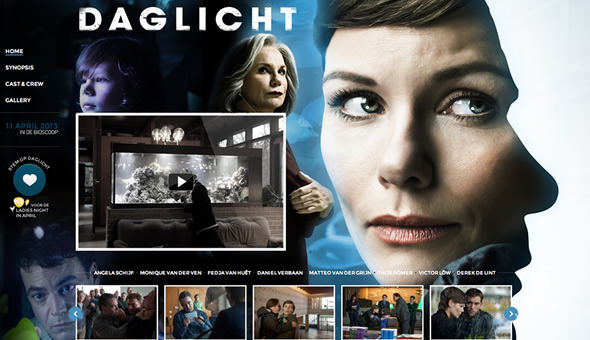 DAGLICHT
HOME
SYNOPSIS
CAST & CREW
GALLERY
11 APRIL 2013
IN DE BIOSCOOP
STEM OP DAGLICHT
VOOR DE
LADIES NIGHT
IN APRIL
ANGELA SCHIJF · MONIQUE VAN DER VEN · FEDJA VAN HUÊT · DANIEL VERBAAN · MATTEO VAN DER GRIJN · THIJS RÖMER · VICTOR LÖW · DEREK DE LINT